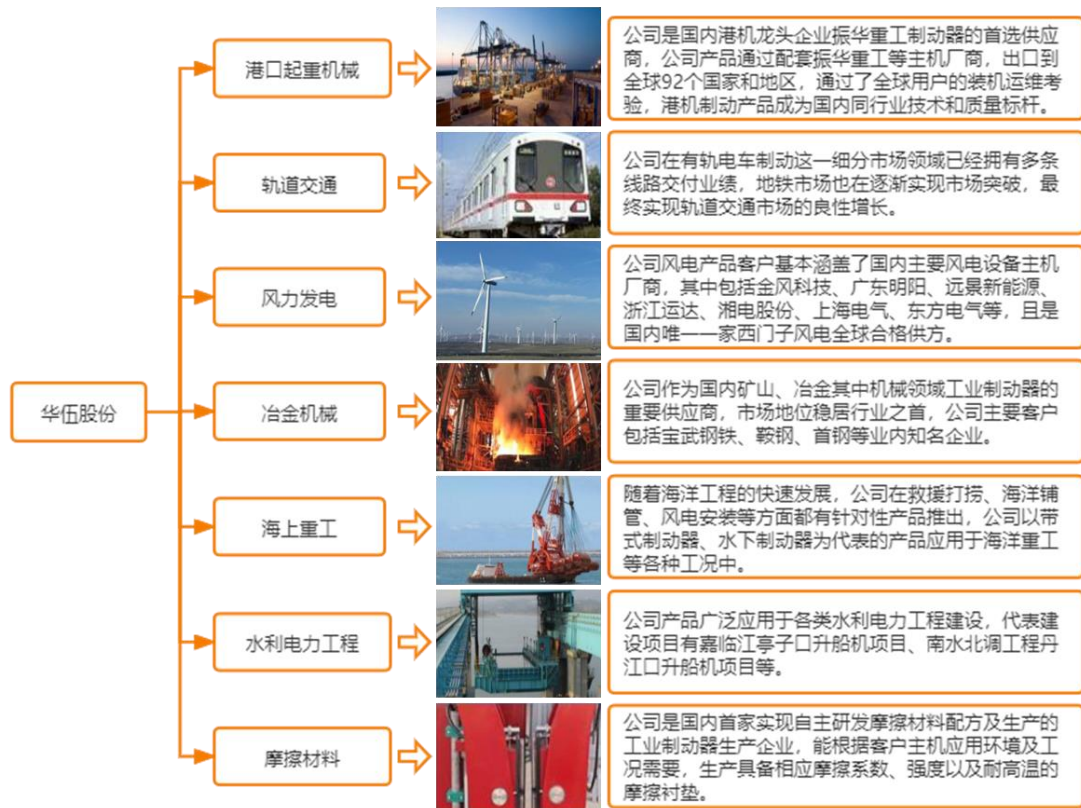 港口起重机械
公司是国内港机龙头企业振华重工制动器的首选供应
商，公司产品通过配套振华重工等主机厂商，出口到
全球92个国家和地区，通过了全球用户的装机运维考
验，港机制动产品成为国内同行业技术和质量标杆。
轨道交通
公司在有轨电车制动这一细分市场领域已经拥有多条
线路交付业绩，地铁市场也在逐渐实现市场突破，最
终实现轨道交通市场的良性增长。
风力发电
公司风电产品客户基本涵盖了国内主要风电设备主机
厂商，其中包括金风科技、广东明阳、远景新能源、
浙江运达、湘电股份、上海电气、东方电气等，且是
国内唯一一家西门子风电全球合格供方。
华伍股份
冶金机械
公司作为国内矿山、冶金其中机械领域工业制动器的
重要供应商，市场地位稳居行业之首，公司主要客户
包括宝武钢铁、鞍钢、首钢等业内知名企业。
海上重工
随着海洋工程的快速发展，公司在救援打捞、海洋铺
管、风电安装等方面都有针对性产品推出，公司以带
式制动器、水下制动器为代表的产品应用于海洋重工
等各种工况中。
水利电力工程
公司产品广泛应用于各类水利电力工程建设，代表建
设项目有嘉临江亭子口升船机项目、南水北调工程丹
江口升船机项目等。
摩擦材料
公司是国内首家实现自主研发摩擦材料配方及生产的
工业制动器生产企业，能根据客户主机应用环境及工
况需要，生产具备相应摩擦系数、强度以及耐高温的
摩擦衬垫。